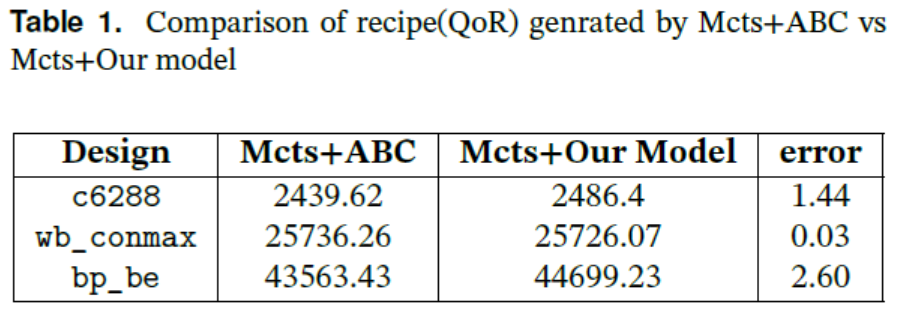 Table 1. Comparison of recipe(QoR) genrated by Mcts+ABC vs
Mcts+Our model
Design Mcts+ABC Mcts+Our Model error
c6288 2439.62 2486.4 1.44
wb_conmax 25736.26 25726.07 0.03
bp_be 43563.43 44699.23 2.60